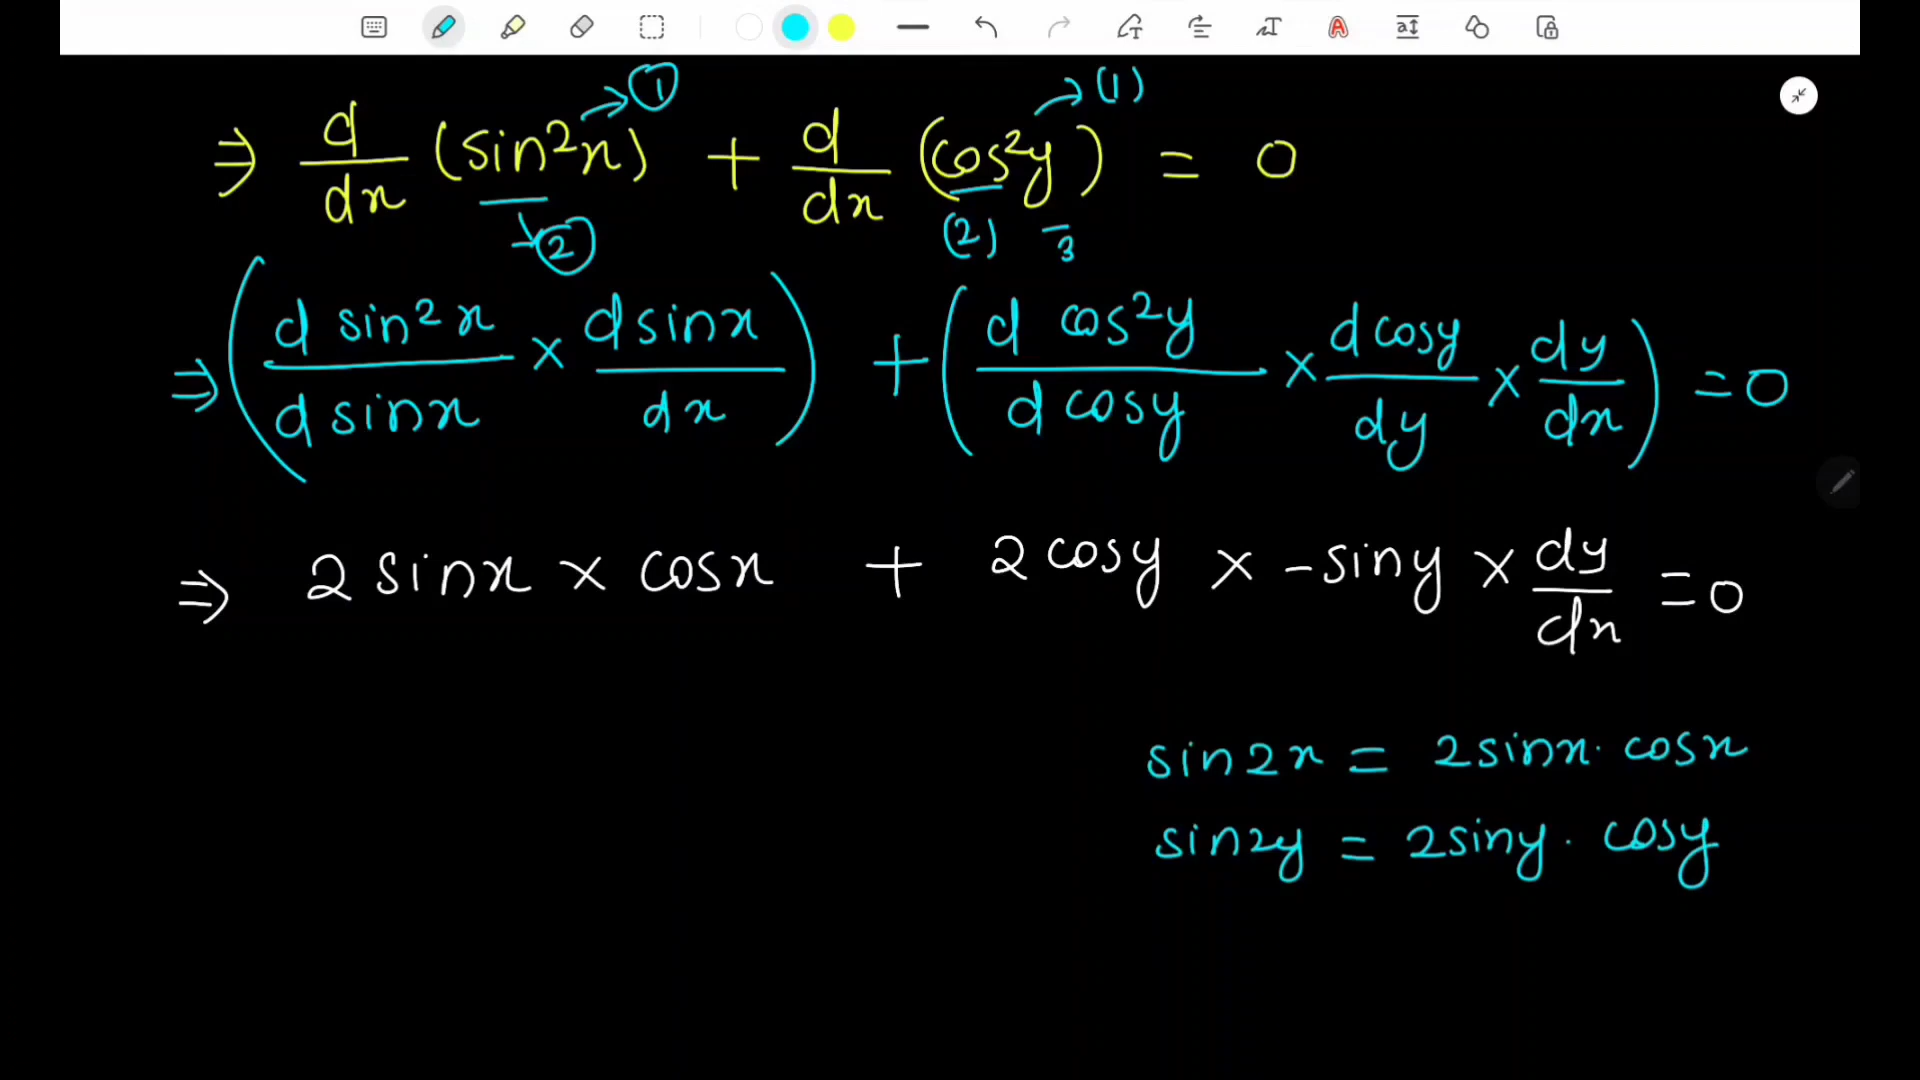 → ① → (1)
⇒ d/dx (sin²x) + d/dx (cos²y) = 0
↳ ② (2) 3
⇒ (d sin²x / d sinx × d sinx / dx) + (d cos²y / d cosy × d cosy / dy × dy/dx) = 0
⇒ 2 sinx × cosx + 2 cosy × -siny × dy/dx = 0
sin2x = 2sinx · cosx
sin2y = 2siny · cosy